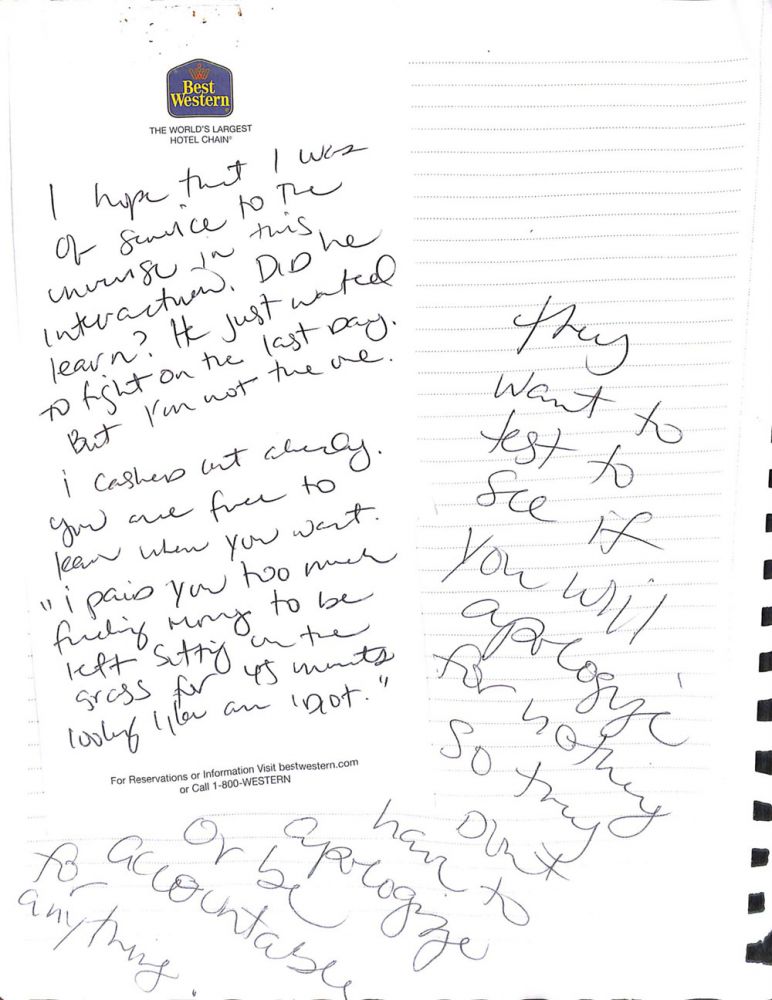 Best
Western
THE WORLD'S LARGEST
HOTEL CHAIN®
I hope that I was
of service to the
universe in this
interaction. DID he
learn? He just wanted
to fight on the last day.
But I'm not the one.
i cashed out already.
you are free to
leave when you want.
"i paid you too much
fucking money to be
left sitting in the
grass for 45 minutes
looking like an idiot."
For Reservations or Information Visit bestwestern.com
or Call 1-800-WESTERN
they
want to
test to
see if
you will
apologize
for nothing
so they
don't
have to
apologize
or be
accountable
for
anything.